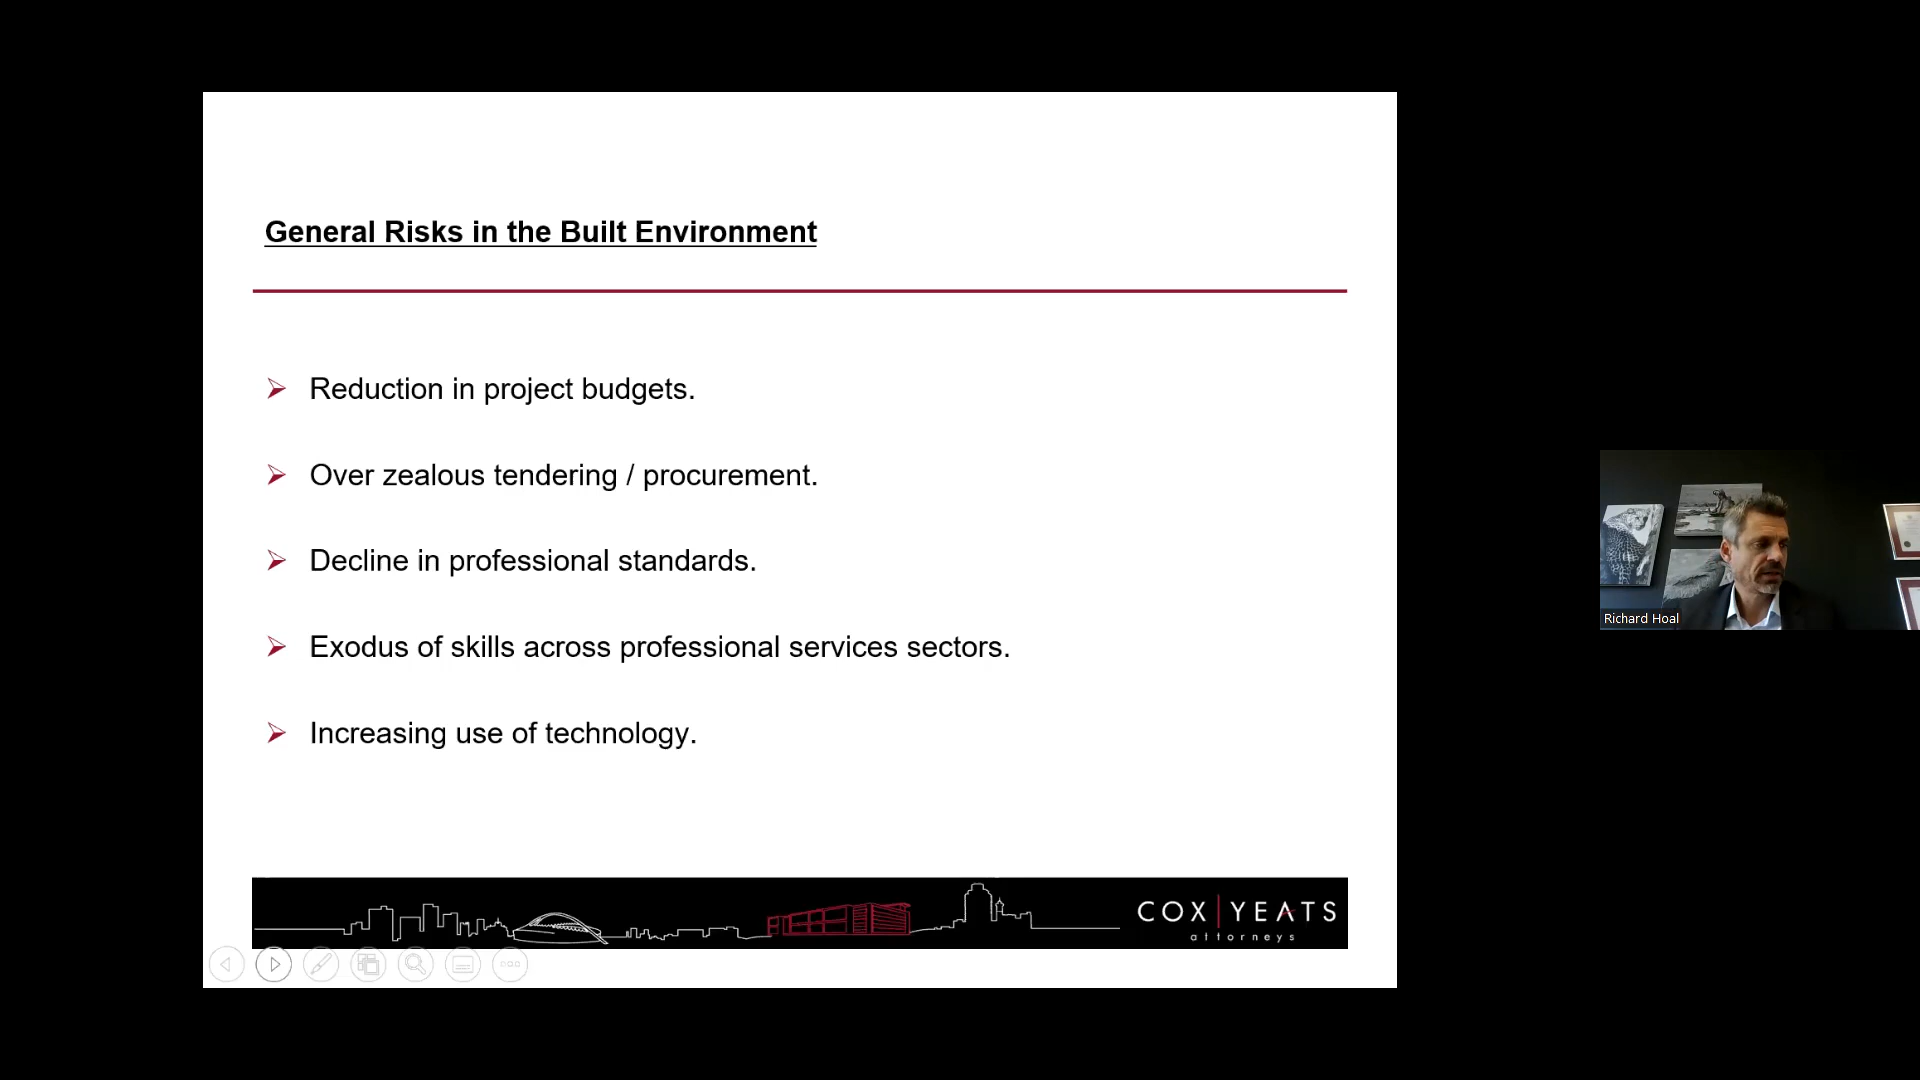 General Risks in the Built Environment
Reduction in project budgets.
Over zealous tendering / procurement.
Decline in professional standards.
Exodus of skills across professional services sectors.
Increasing use of technology.
COX | YEATS
attorneys
Richard Hoal